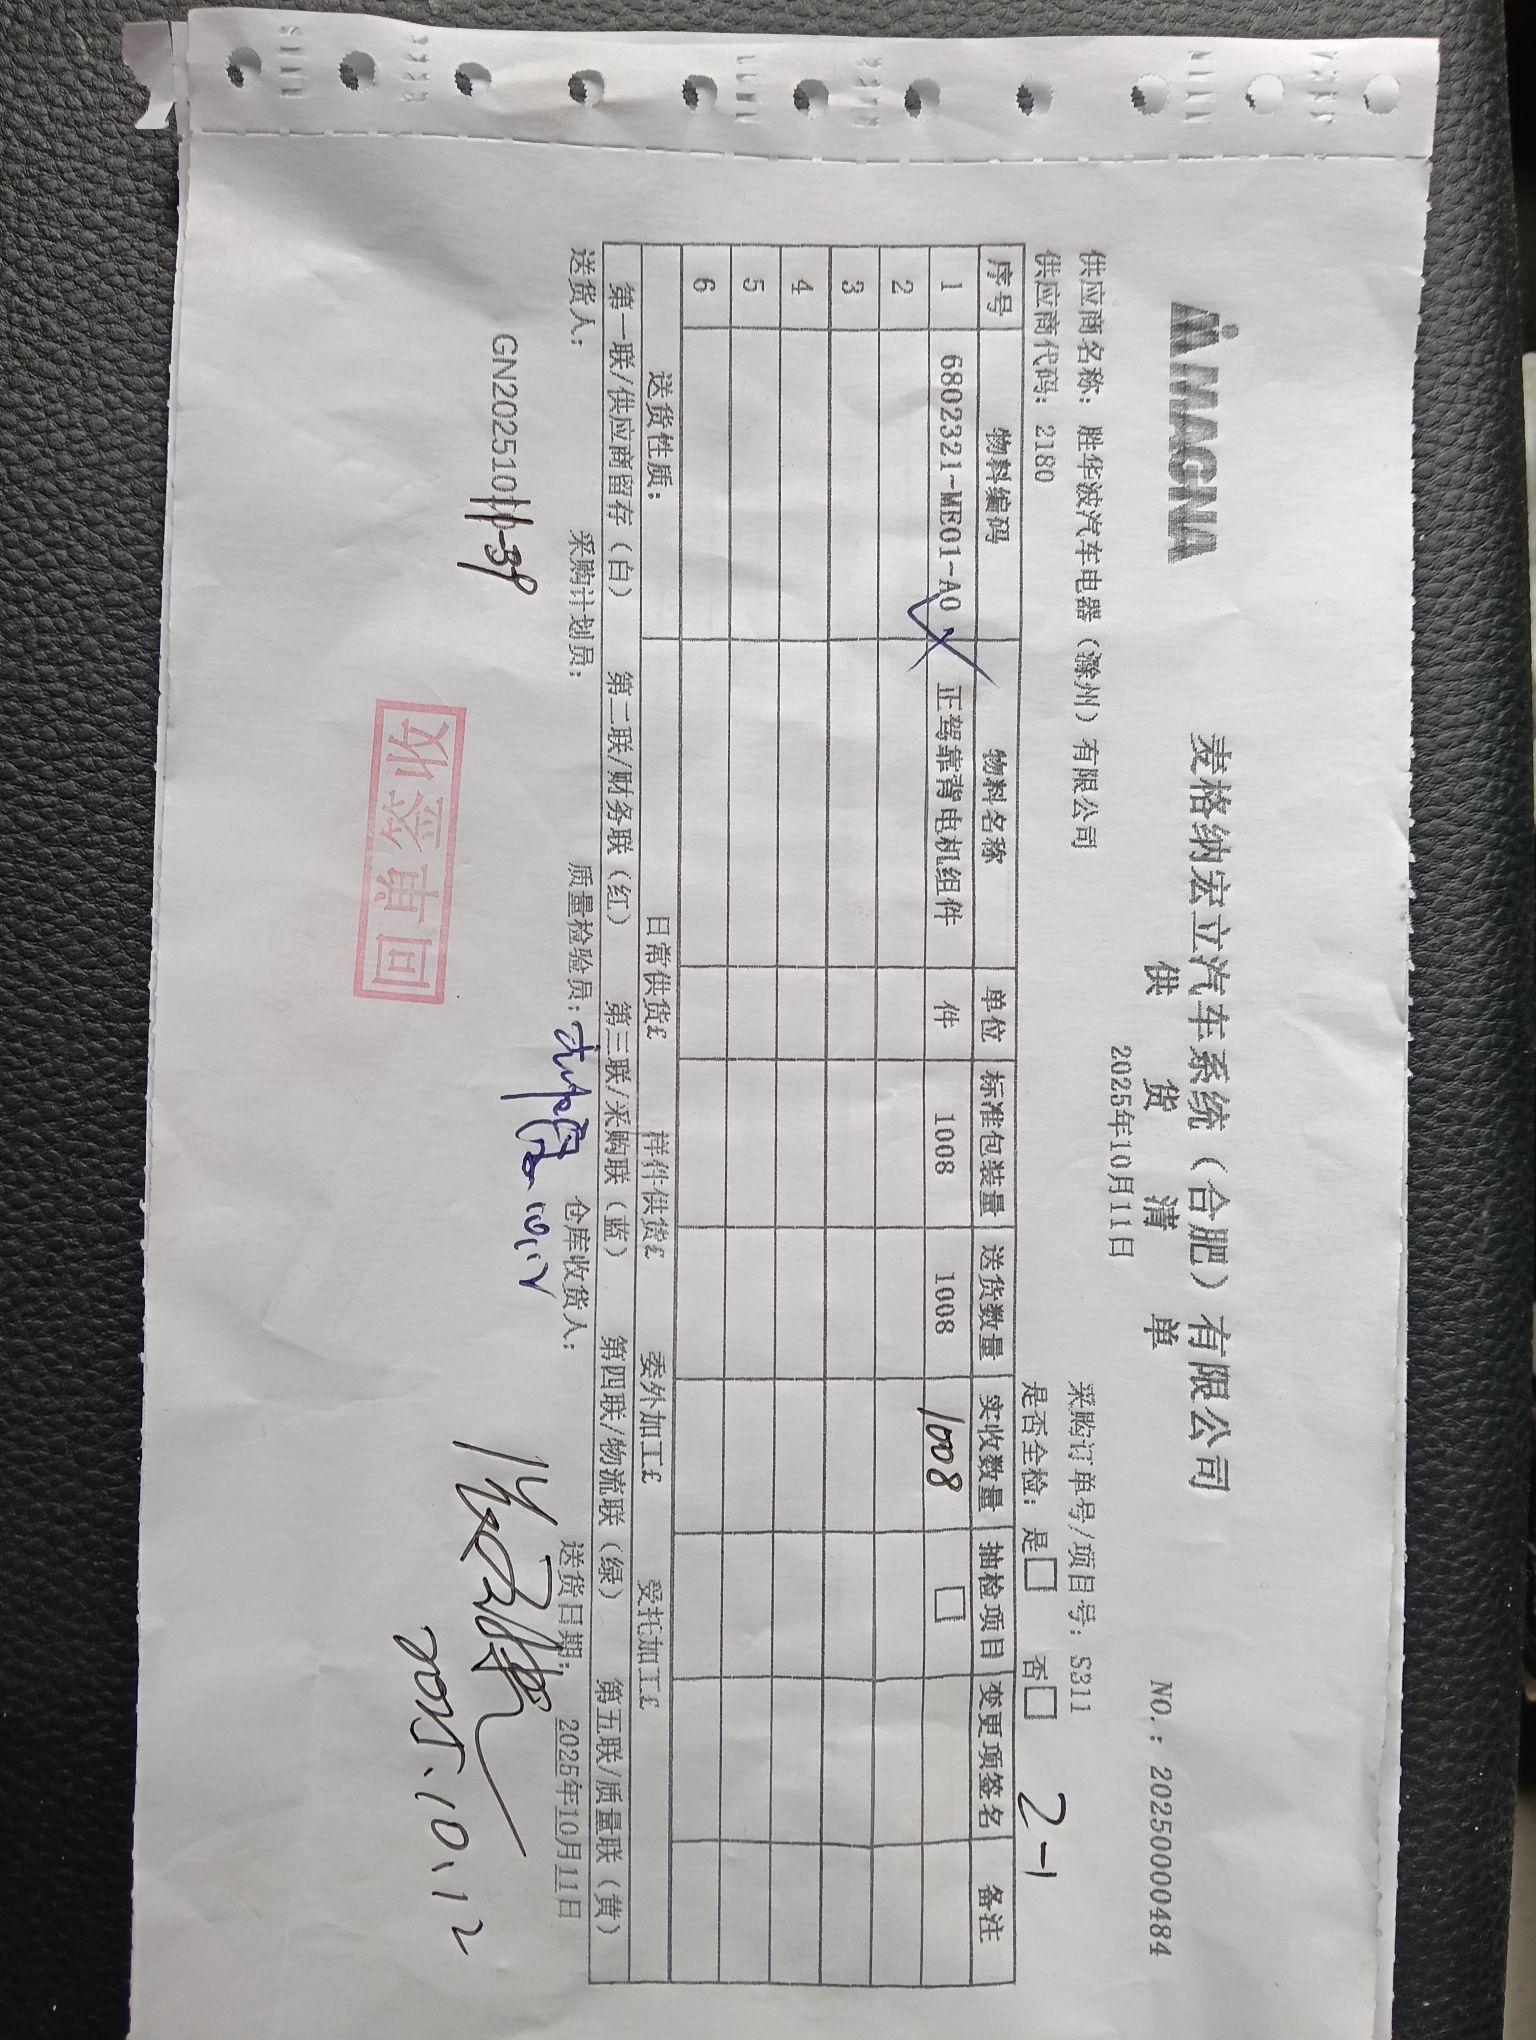 MAGNA
麦格纳宏立汽车系统（合肥）有限公司
供 货 清 单
NO.: 20250000484
2025年10月11日
供应商名称: 胜华波汽车电器（滁州）有限公司 采购订单号/项目号: S311
供应商代码: 2180 是否全检: 是□ 否□ 2-1
序号 物料编码 物料名称 单位 标准包装量 送货数量 实收数量 抽检项目 变更项签名 备注
1 6802321-ME01-A0 正驾靠背电机组件 件 1008 1008 1008 □
2
3
4
5
6
送货性质: 日常供货£ 样件供货£ 委外加工£ 受托加工£
第一联/供应商留存（白） 第二联/财务联（红） 第三联/采购联（蓝） 第四联/物流联（绿） 第五联/质量联（黄）
送货人: 采购计划员: 质量检验员: 仓库收货人: 送货日期: 2025年10月11日
10.12
GN20251011-39
2025.10.12
回单签收